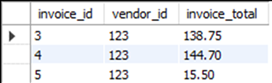 invoice_id vendor_id invoice_total
3 123 138.75
4 123 144.70
5 123 15.50